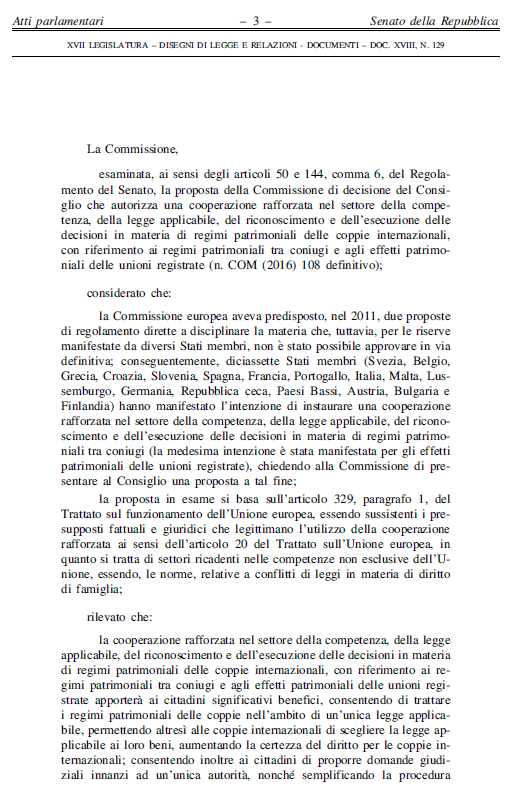 Atti parlamentari – 3 – Senato della Repubblica
XVII LEGISLATURA – DISEGNI DI LEGGE E RELAZIONI - DOCUMENTI – DOC. XVIII, N. 129
La Commissione,
esaminata, ai sensi degli articoli 50 e 144, comma 6, del Regola-
mento del Senato, la proposta della Commissione di decisione del Consi-
glio che autorizza una cooperazione rafforzata nel settore della compe-
tenza, della legge applicabile, del riconoscimento e dell'esecuzione delle
decisioni in materia di regimi patrimoniali delle coppie internazionali,
con riferimento ai regimi patrimoniali tra coniugi e agli effetti patrimo-
niali delle unioni registrate (n. COM (2016) 108 definitivo);
considerato che:
la Commissione europea aveva predisposto, nel 2011, due proposte
di regolamento dirette a disciplinare la materia che, tuttavia, per le riserve
manifestate da diversi Stati membri, non è stato possibile approvare in via
definitiva; conseguentemente, diciassette Stati membri (Svezia, Belgio,
Grecia, Croazia, Slovenia, Spagna, Francia, Portogallo, Italia, Malta, Lus-
semburgo, Germania, Repubblica ceca, Paesi Bassi, Austria, Bulgaria e
Finlandia) hanno manifestato l'intenzione di instaurare una cooperazione
rafforzata nel settore della competenza, della legge applicabile, del ricono-
scimento e dell'esecuzione delle decisioni in materia di regimi patrimo-
niali tra coniugi (la medesima intenzione è stata manifestata per gli effetti
patrimoniali delle unioni registrate), chiedendo alla Commissione di pre-
sentare al Consiglio una proposta a tal fine;
la proposta in esame si basa sull'articolo 329, paragrafo 1, del
Trattato sul funzionamento dell'Unione europea, essendo sussistenti i pre-
supposti fattuali e giuridici che legittimano l'utilizzo della cooperazione
rafforzata ai sensi dell'articolo 20 del Trattato sull'Unione europea, in
quanto si tratta di settori ricadenti nelle competenze non esclusive dell'U-
nione, essendo, le norme, relative a conflitti di leggi in materia di diritto
di famiglia;
rilevato che:
la cooperazione rafforzata nel settore della competenza, della legge
applicabile, del riconoscimento e dell'esecuzione delle decisioni in materia
di regimi patrimoniali delle coppie internazionali, con riferimento ai re-
gimi patrimoniali tra coniugi e agli effetti patrimoniali delle unioni regi-
strate apporterà ai cittadini significativi benefici, consentendo di trattare
i regimi patrimoniali delle coppie nell'ambito di un'unica legge applica-
bile, permettendo altresì alle coppie internazionali di scegliere la legge ap-
plicabile ai loro beni, aumentando la certezza del diritto per le coppie in-
ternazionali; consentendo inoltre ai cittadini di proporre domande giudi-
ziali innanzi ad un'unica autorità, nonché semplificando la procedura